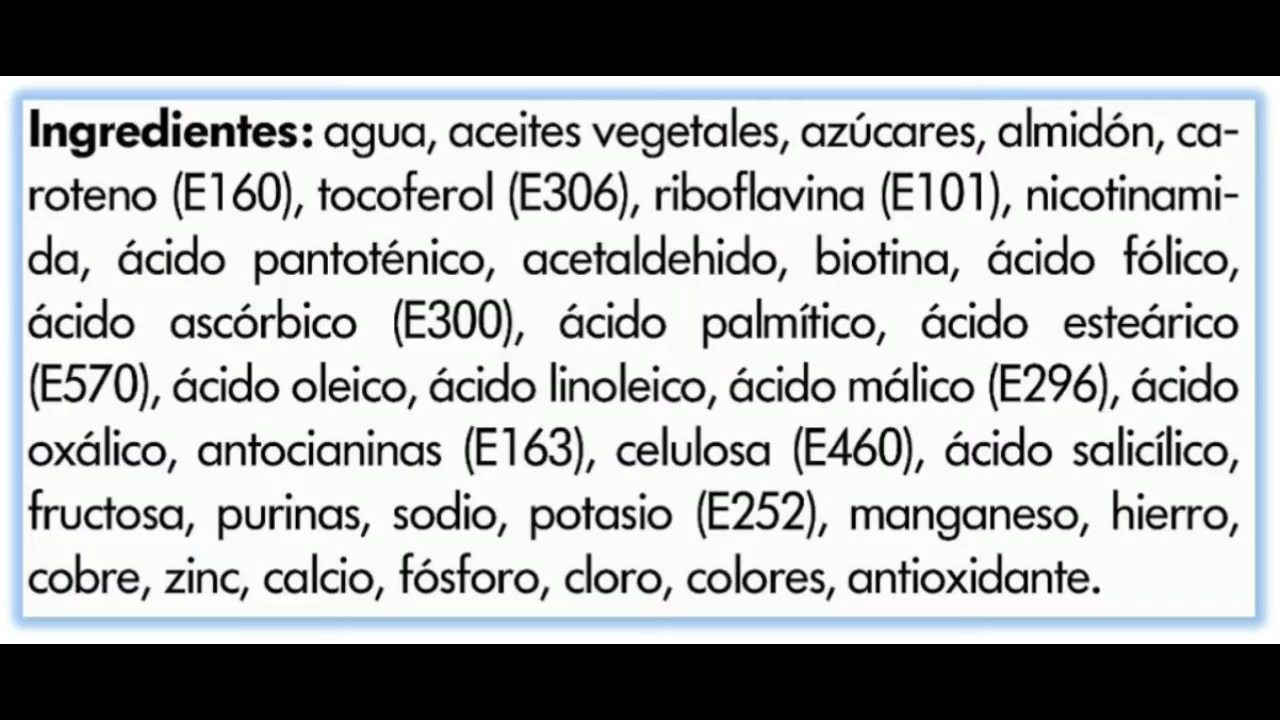 Ingredientes: agua, aceites vegetales, azúcares, almidón, ca-
roteno (E160), tocoferol (E306), riboflavina (E101), nicotinami-
da, ácido pantoténico, acetaldehido, biotina, ácido fólico,
ácido ascórbico (E300), ácido palmítico, ácido esteárico
(E570), ácido oleico, ácido linoleico, ácido málico (E296), ácido
oxálico, antocianinas (E163), celulosa (E460), ácido salicílico,
fructosa, purinas, sodio, potasio (E252), manganeso, hierro,
cobre, zinc, calcio, fósforo, cloro, colores, antioxidante.